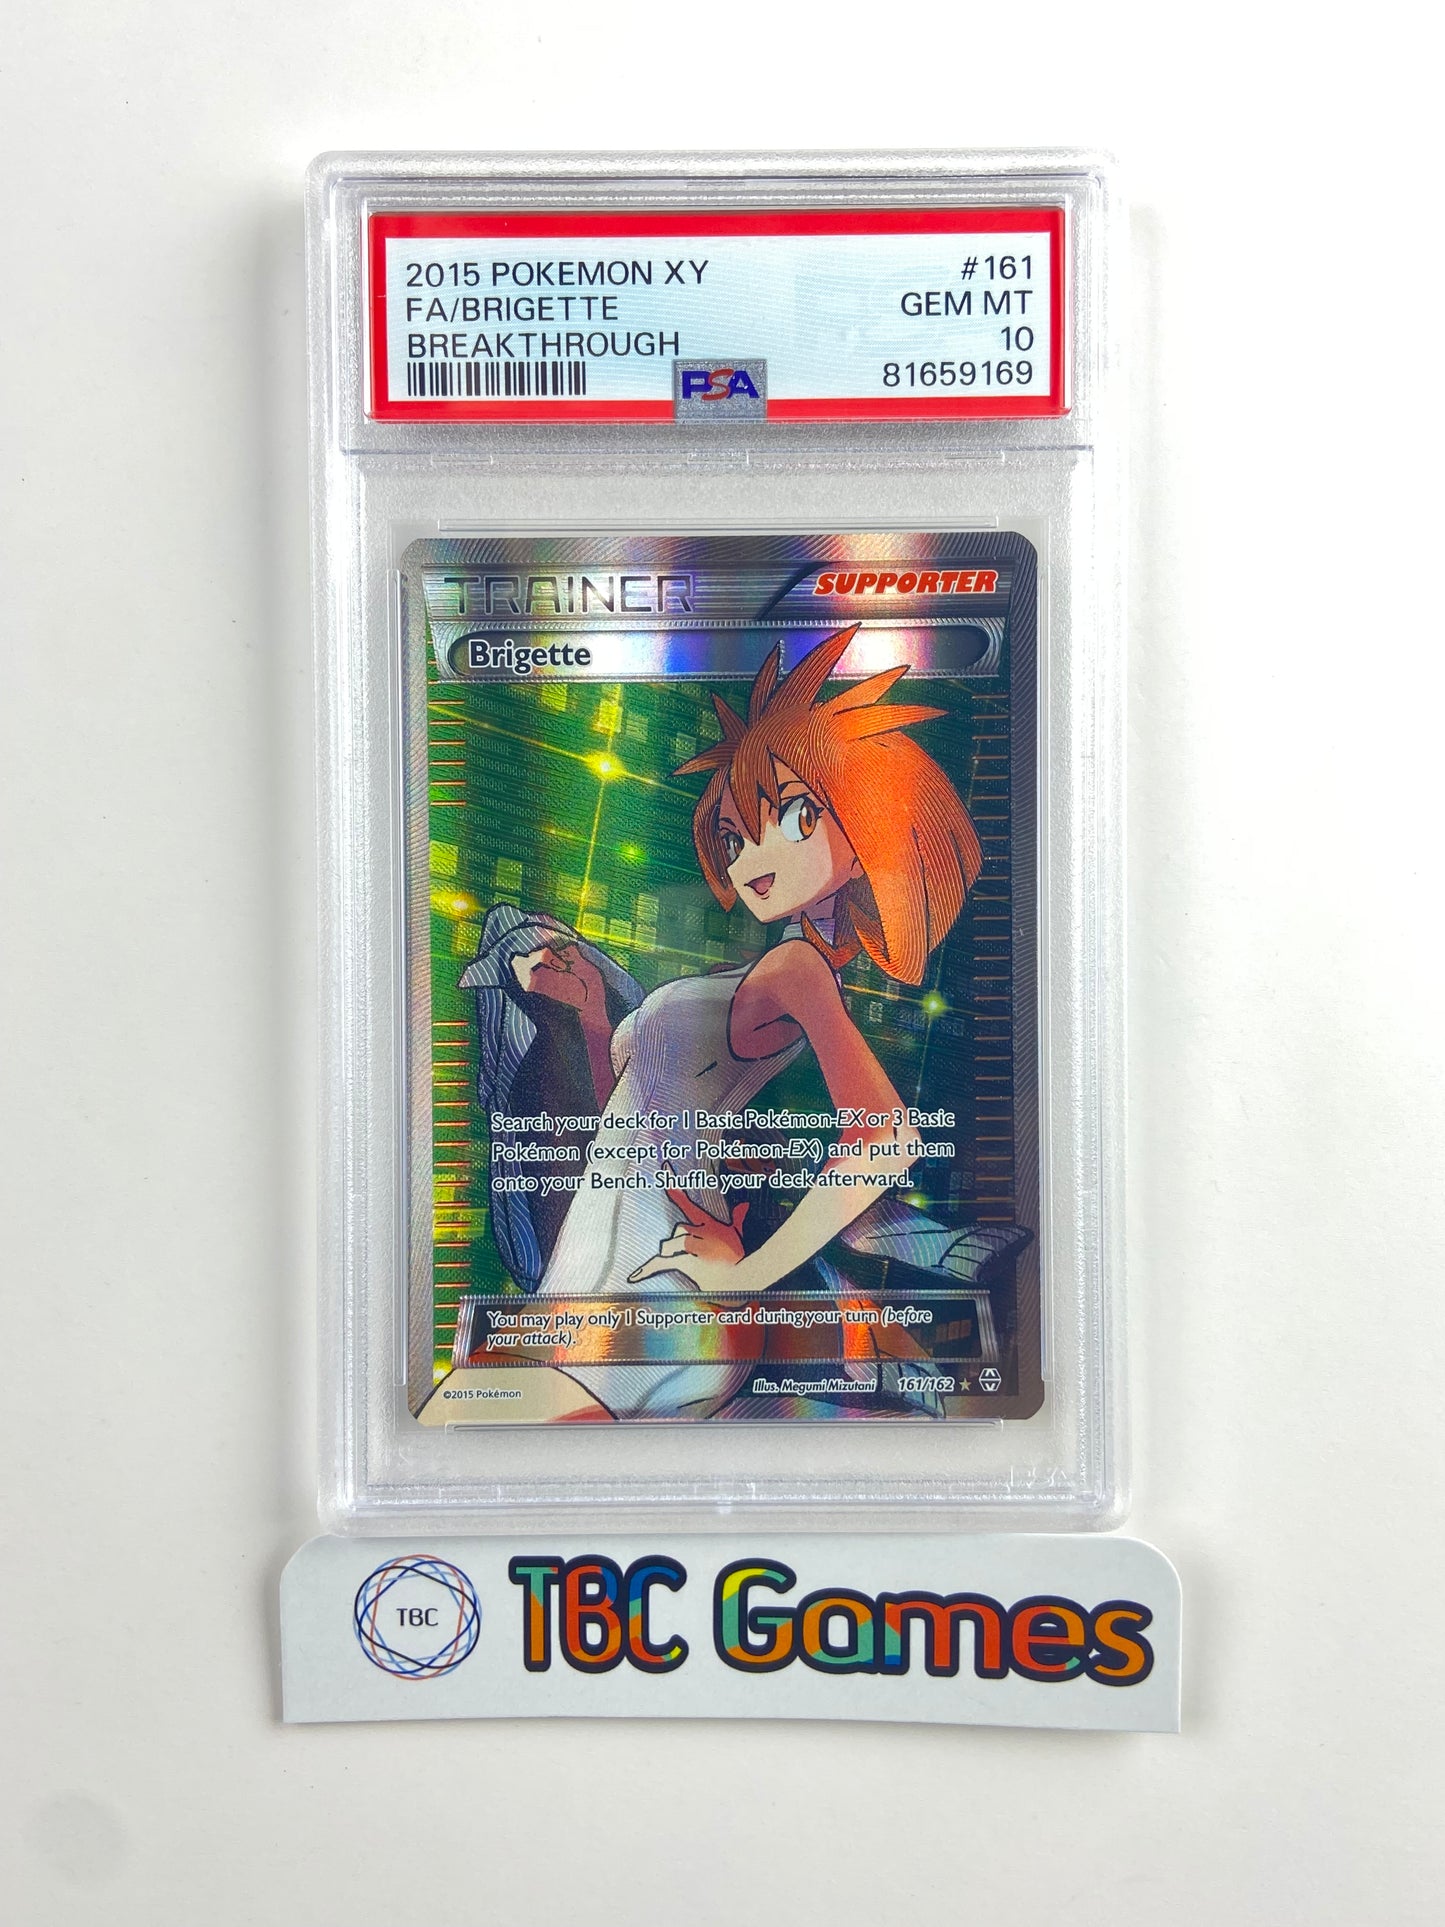 2015 POKEMON XY #161
FA/BRIGETTE GEM MT
BREAKTHROUGH 10
81659169
PSA
TRAINER SUPPORTER
Brigette
Search your deck for 1 Basic Pokémon-EX or 3 Basic
Pokémon (except for Pokémon-EX) and put them
onto your Bench. Shuffle your deck afterward.
You may play only 1 Supporter card during your turn (before
your attack).
©2015 Pokémon Illus. Megumi Mizutani 161/162
TBC TBC Games